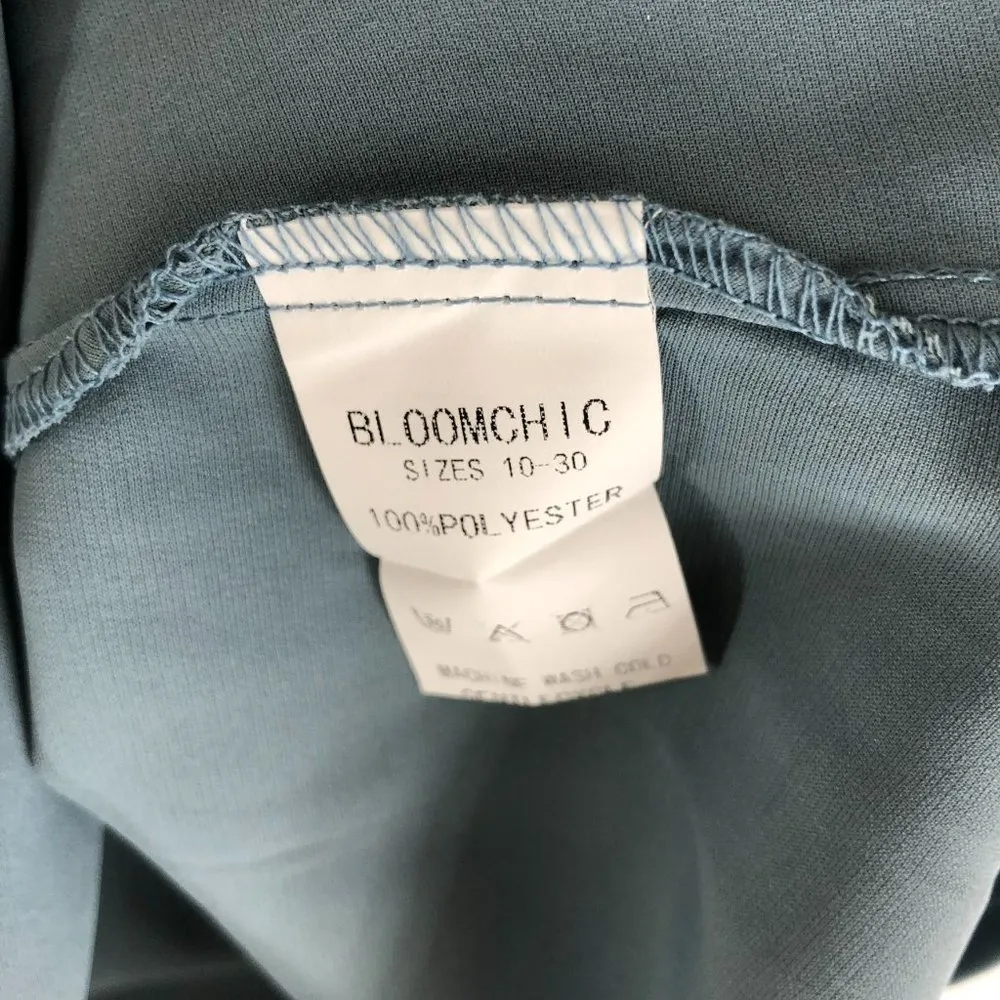 BLOOMCHIC
SIZES 10-30
100%POLYESTER
MACHINE WASH COLD